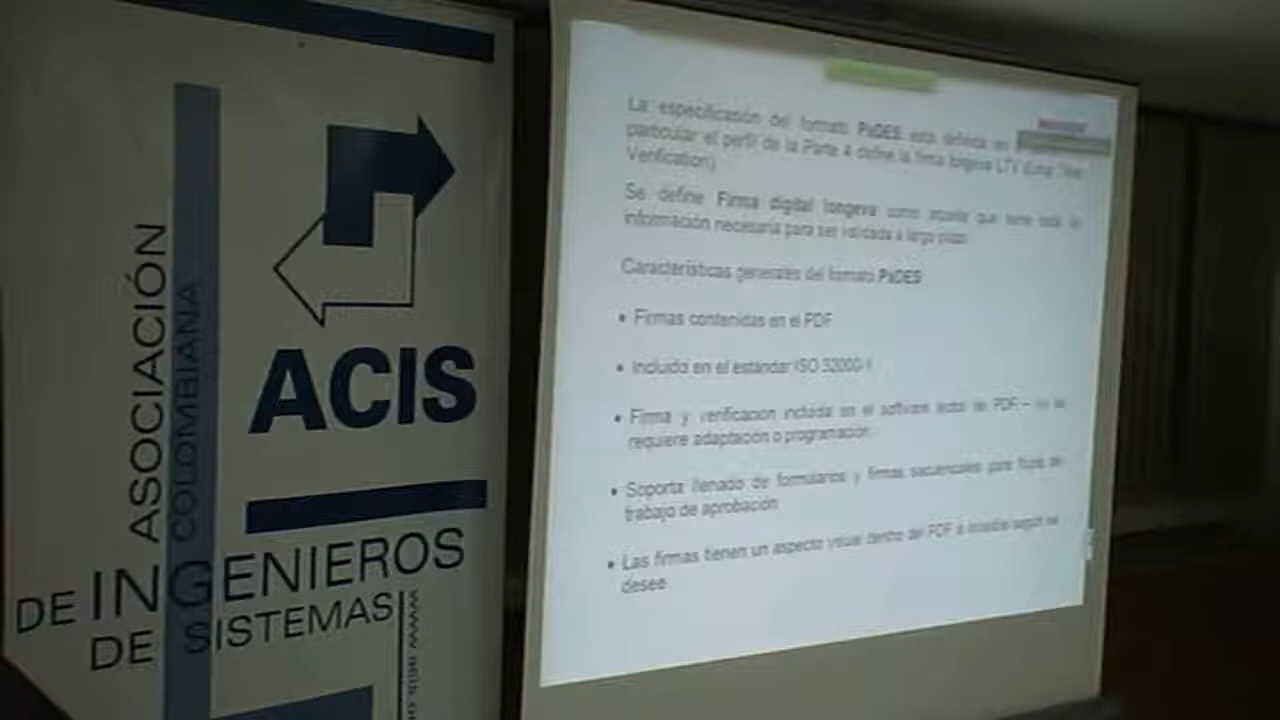 ASOCIACIÓN
COLOMBIANA
ACIS
DE INGENIEROS
DE SISTEMAS
La especificación del formato PxDES está definida en
particular el perfil de la Parte 4 define la firma longeva LTV (Long Time
Verification)
Se define Firma digital longeva como aquella que tiene toda la
información necesaria para ser validada a largo plazo
Características generales del formato PxDES
• Firmas contenidas en el PDF
• Incluido en el estándar ISO 32000-1
• Firma y verificación incluida en el software lector de PDF – no se
requiere adaptación o programación
• Soporta llenado de formularios y firmas secuenciales para flujos de
trabajo de aprobación
• Las firmas tienen un aspecto visual dentro del PDF o invisible según se
desee